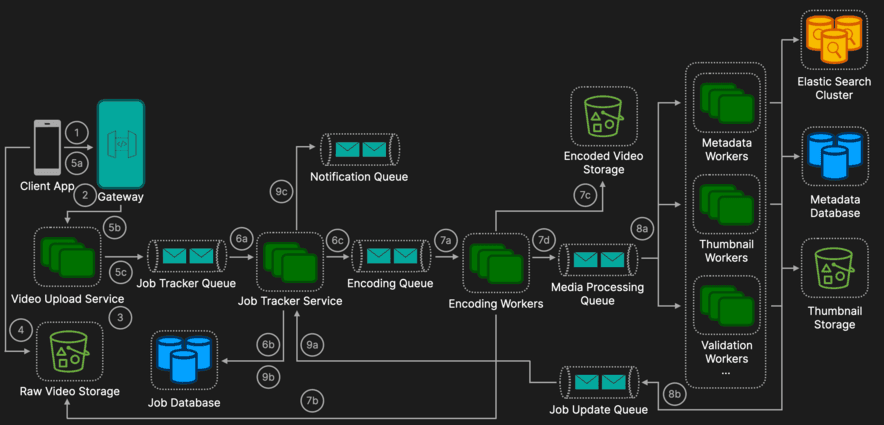 Elastic Search
Cluster
Metadata
Workers
Encoded Video
Storage
1
5a
Client App
Gateway
2
Notification Queue
9c
7c
Metadata
Database
5b
6a
6c
7a
7d
8a
Thumbnail
Workers
5c
Job Tracker Queue
Encoding Queue
Media Processing
Queue
Video Upload Service
Job Tracker Service
Encoding Workers
Thumbnail
Storage
4
3
6b
9a
9b
Validation
Workers
...
Raw Video Storage
Job Database
7b
Job Update Queue
8b